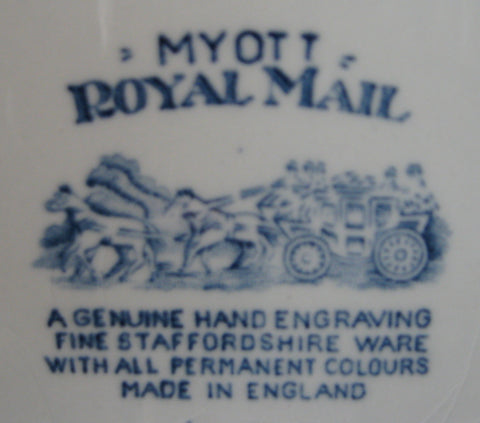 MYOTT
ROYAL MAIL
A GENUINE HAND ENGRAVING
FINE STAFFORDSHIRE WARE
WITH ALL PERMANENT COLOURS
MADE IN ENGLAND